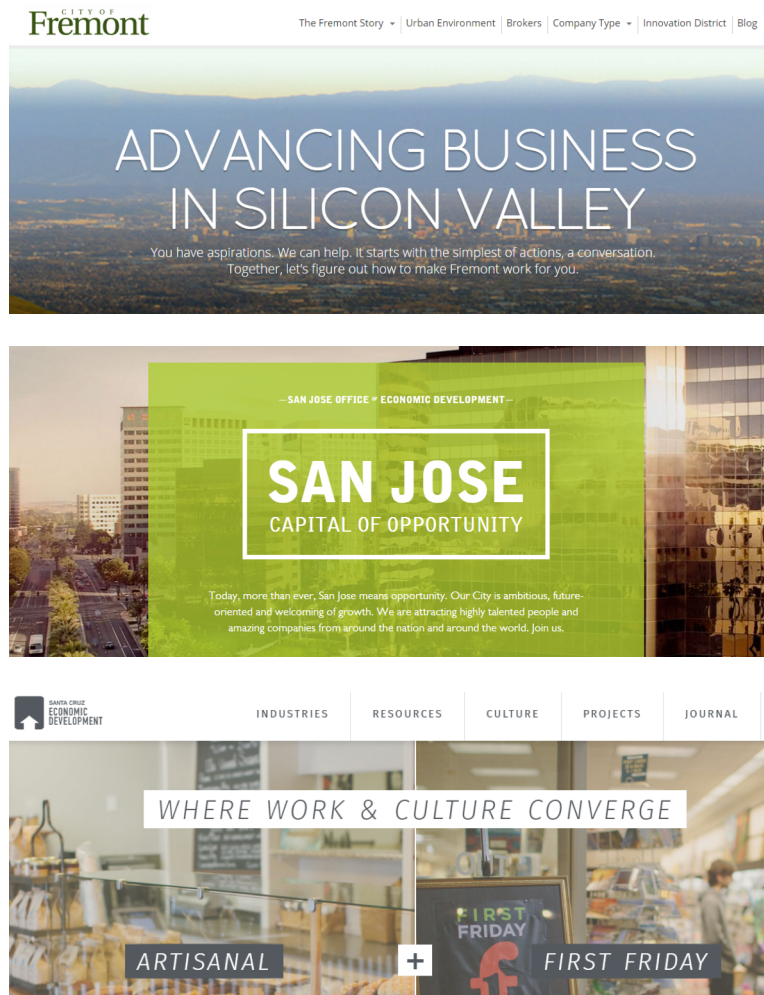 CITY OF
Fremont
The Fremont Story
Urban Environment
Brokers
Company Type
Innovation District
Blog
ADVANCING BUSINESS
IN SILICON VALLEY
You have aspirations. We can help. It starts with the simplest of actions, a conversation.
Together, let's figure out how to make Fremont work for you.
—SAN JOSE OFFICE OF ECONOMIC DEVELOPMENT—
SAN JOSE
CAPITAL OF OPPORTUNITY
Today, more than ever, San Jose means opportunity. Our City is ambitious, future-
oriented and welcoming of growth. We are attracting highly talented people and
amazing companies from around the nation and around the world. Join us.
SANTA CRUZ
ECONOMIC
DEVELOPMENT
INDUSTRIES
RESOURCES
CULTURE
PROJECTS
JOURNAL
WHERE WORK & CULTURE CONVERGE
FIRST
FRIDAY
ARTISANAL
+
FIRST FRIDAY